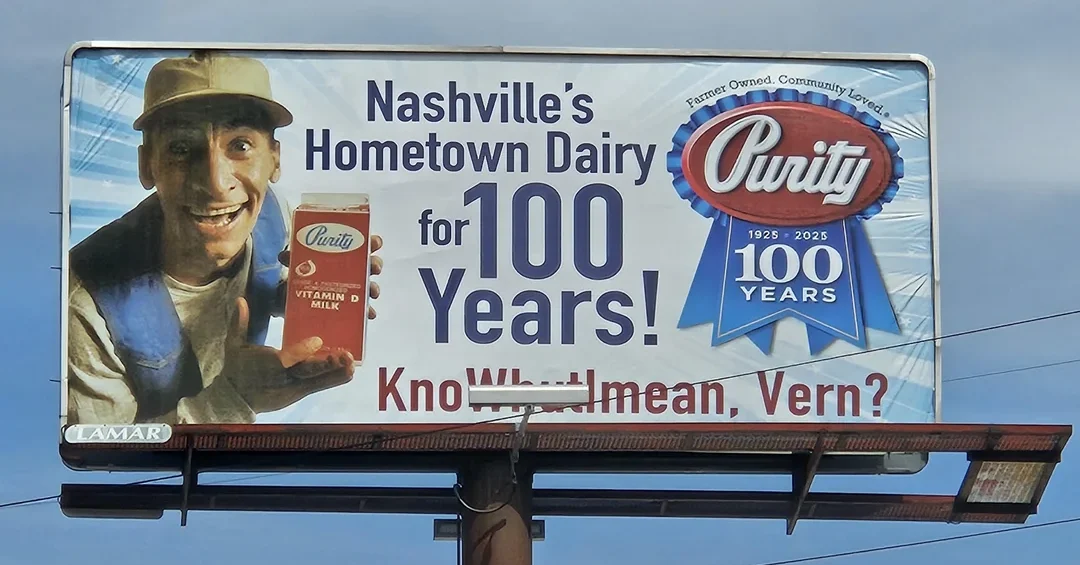 Nashville's
Hometown Dairy
for 100
Years!
KnoWhutImean, Vern?
Farmer Owned. Community Loved.®
Purity
1925 - 2025
100
YEARS
Purity
VITAMIN D
MILK
LAMAR